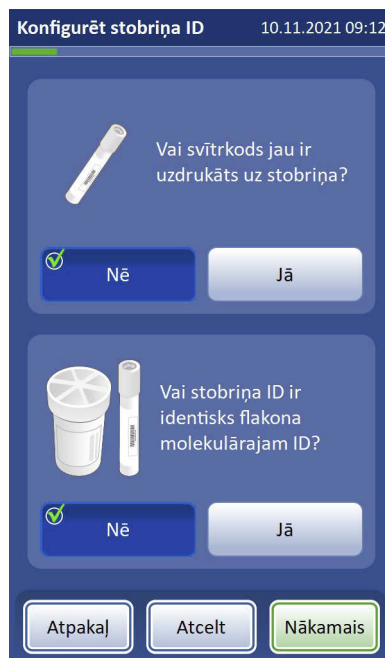 Konfigurēt stobriņa ID 10.11.2021 09:12
Vai svītrkods jau ir
uzdrukāts uz stobriņa?
Nē Jā
Vai stobriņa ID ir
identisks flakona
molekulārajam ID?
Nē Jā
Atpakaļ Atcelt Nākamais